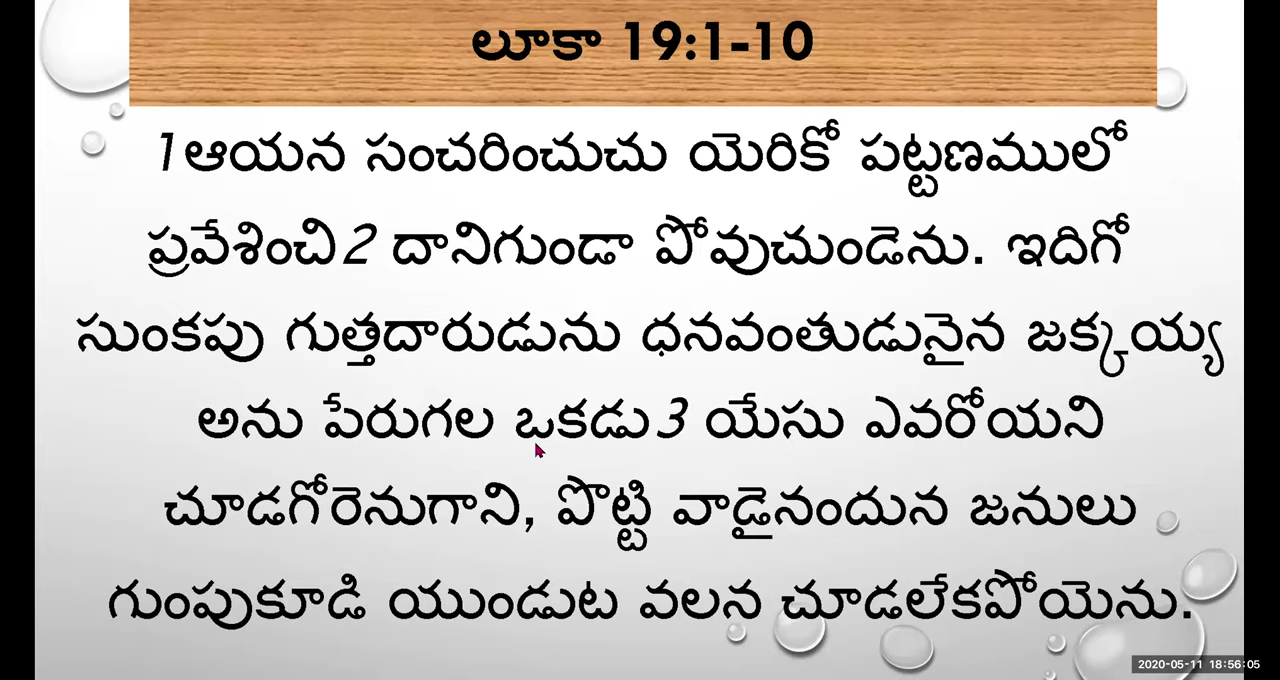 లూకా 19:1-10
1ఆయన సంచరించుచు యెరికో పట్టణములో
ప్రవేశించి2 దానిగుండా పోవుచుండెను. ఇదిగో
సుంకపు గుత్తదారుడును ధనవంతుడునైన జక్కయ్య
అను పేరుగల ఒకడు3 యేసు ఎవరోయని
చూడగోరెనుగాని, పొట్టి వాడైనందున జనులు
గుంపుకూడి యుండుట వలన చూడలేకపోయెను.
2020-05-11 18:56:05